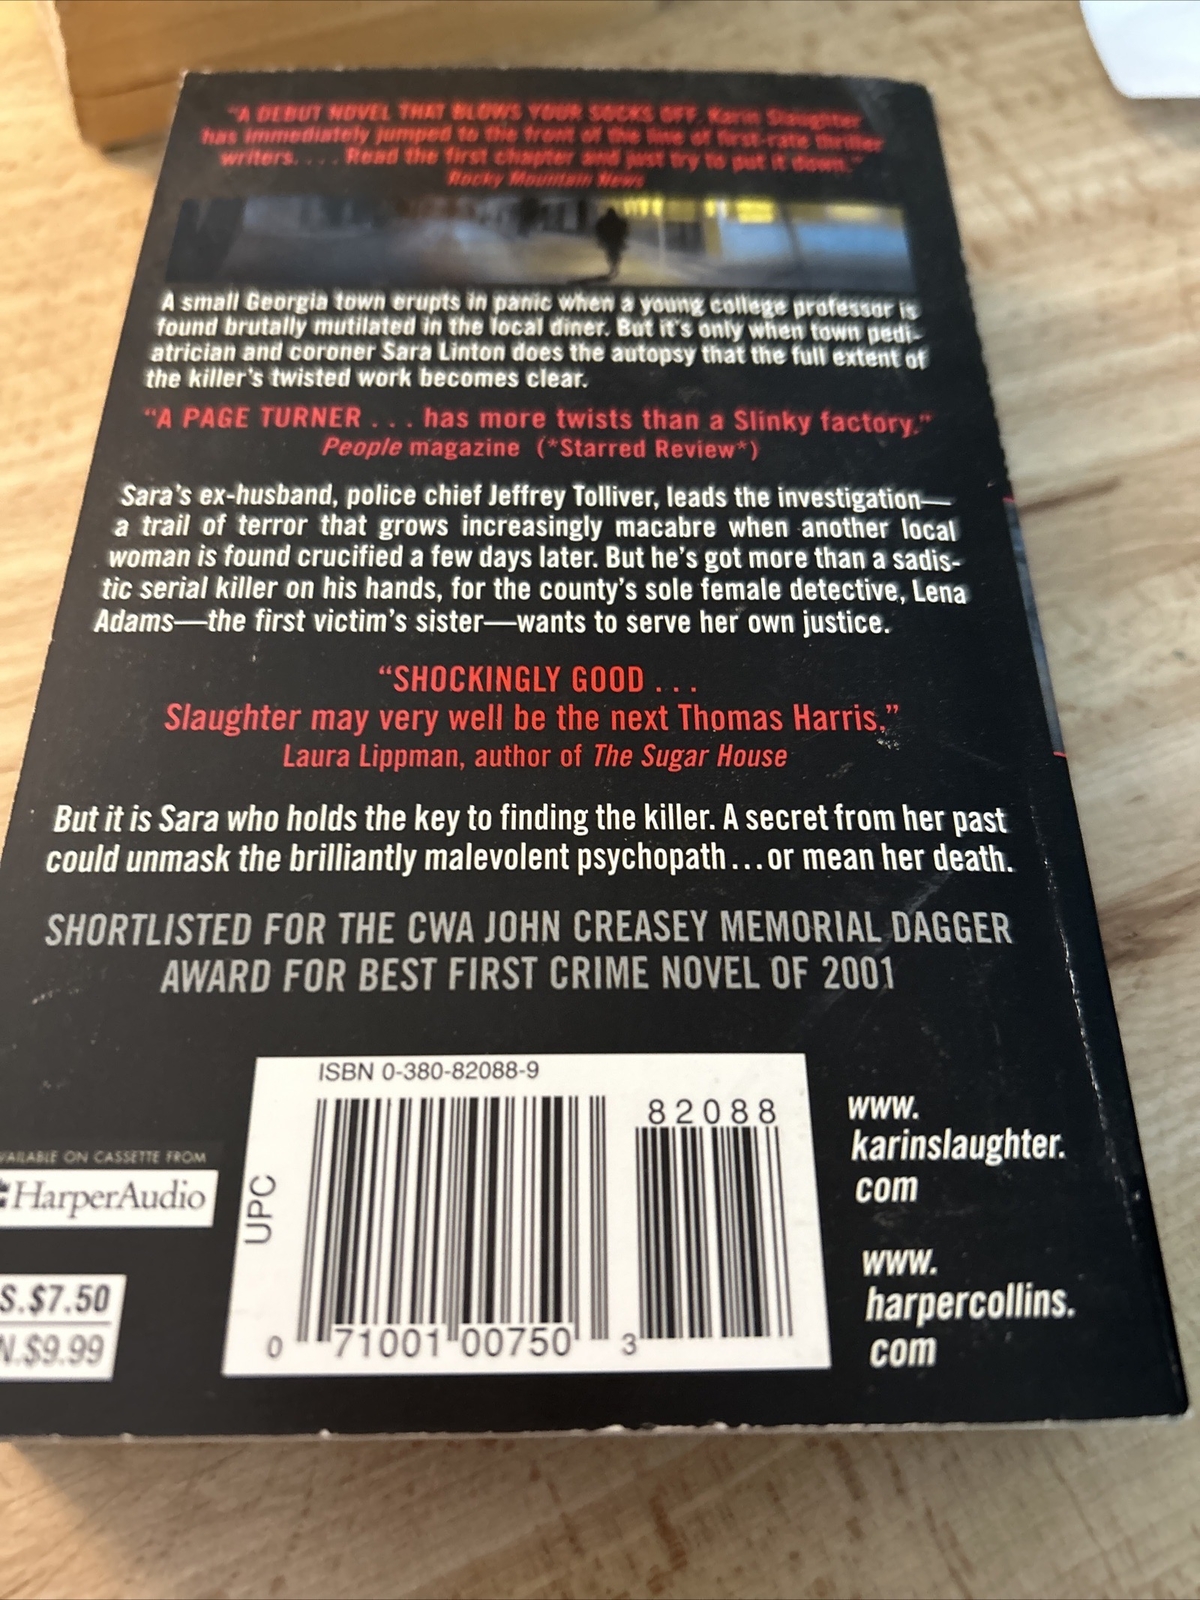 "A DEBUT NOVEL THAT BLOWS YOUR SOCKS OFF. Karin Slaughter
has immediately jumped to the front of the line of first-rate thriller
writers. . . . Read the first chapter and just try to put it down."
Rocky Mountain News
A small Georgia town erupts in panic when a young college professor is
found brutally mutilated in the local diner. But it's only when town pedi-
atrician and coroner Sara Linton does the autopsy that the full extent of
the killer's twisted work becomes clear.
"A PAGE TURNER . . . has more twists than a Slinky factory."
People magazine (*Starred Review*)
Sara's ex-husband, police chief Jeffrey Tolliver, leads the investigation—
a trail of terror that grows increasingly macabre when another local
woman is found crucified a few days later. But he's got more than a sadis-
tic serial killer on his hands, for the county's sole female detective, Lena
Adams—the first victim's sister—wants to serve her own justice.
"SHOCKINGLY GOOD . . .
Slaughter may very well be the next Thomas Harris."
Laura Lippman, author of The Sugar House
But it is Sara who holds the key to finding the killer. A secret from her past
could unmask the brilliantly malevolent psychopath...or mean her death.
SHORTLISTED FOR THE CWA JOHN CREASEY MEMORIAL DAGGER
AWARD FOR BEST FIRST CRIME NOVEL OF 2001
VAILABLE ON CASSETTE FROM
HarperAudio
S.$7.50
N.$9.99
ISBN 0-380-82088-9
82088
UPC
0 71001 00750 3
www.
karinslaughter.
com
www.
harpercollins.
com